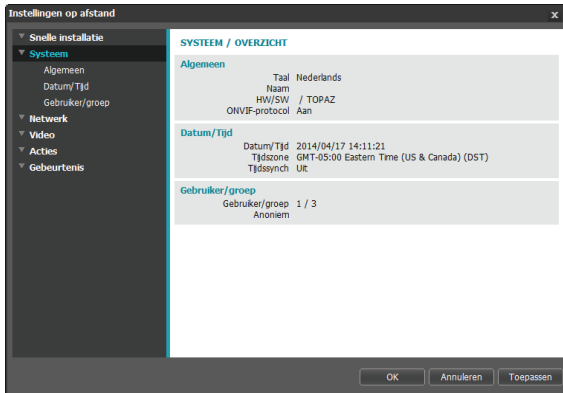 Instellingen op afstand
x
Snelle installatie
Systeem
Algemeen
Datum/Tijd
Gebruiker/groep
Netwerk
Video
Acties
Gebeurtenis
SYSTEEM / OVERZICHT
Algemeen
Taal Nederlands
Naam
HW/SW / TOPAZ
ONVIF-protocol Aan
Datum/Tijd
Datum/Tijd 2014/04/17 14:11:21
Tijdszone GMT-05:00 Eastern Time (US & Canada) (DST)
Tijdssynch Uit
Gebruiker/groep
Gebruiker/groep 1 / 3
Anoniem
OK Annuleren Toepassen